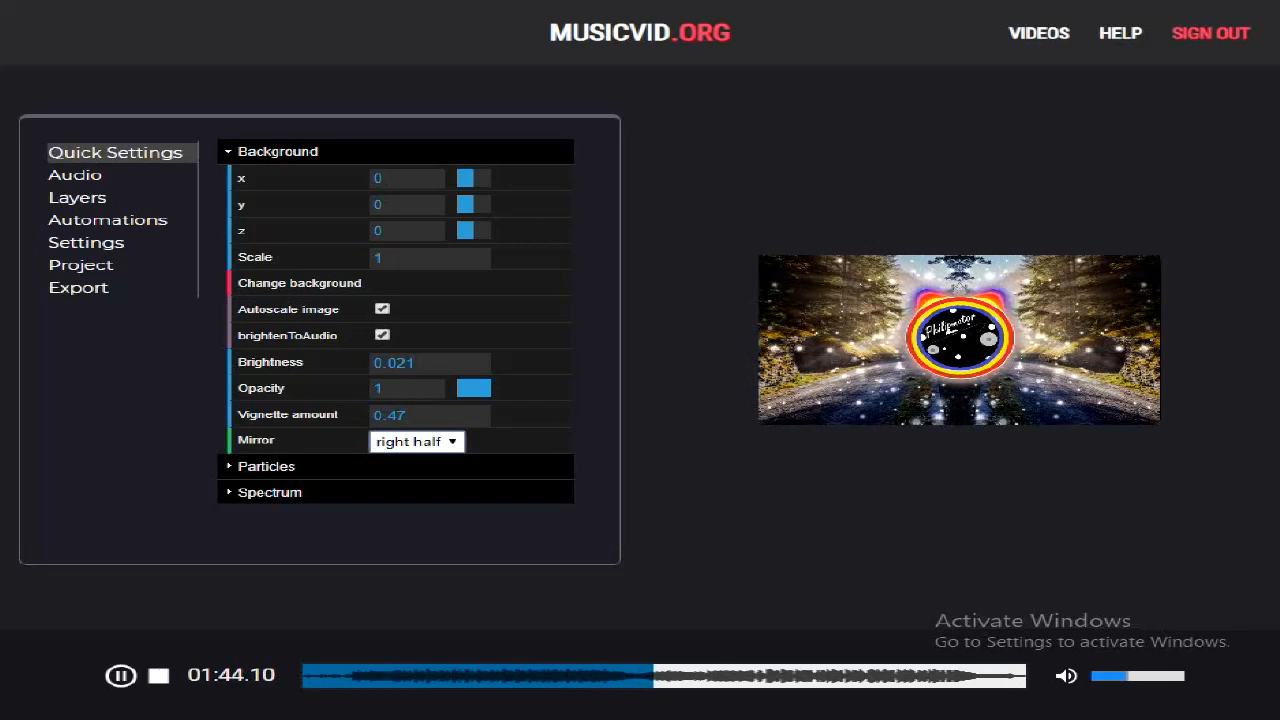 MUSICVID.ORG
VIDEOS HELP SIGN OUT
Quick Settings
Audio
Layers
Automations
Settings
Project
Export
Background
x 0
y 0
z 0
Scale 1
Change background
Autoscale image
brightenToAudio
Brightness 0.021
Opacity 1
Vignette amount 0.47
Mirror right half
Particles
Spectrum
Activate Windows
Go to Settings to activate Windows.
01:44.10